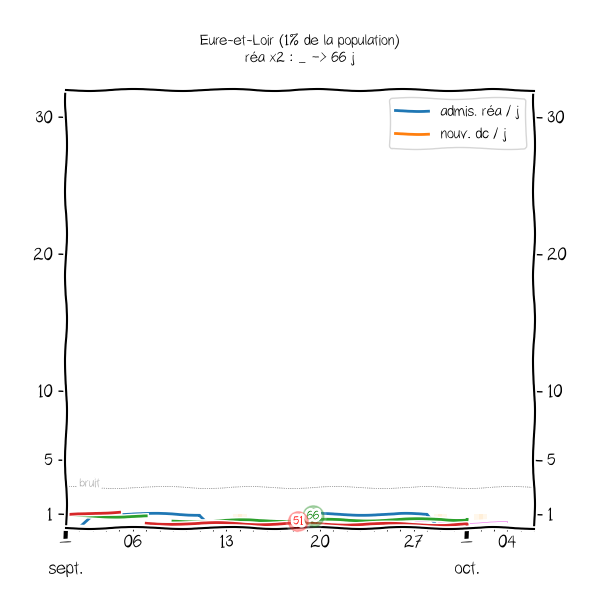 Eure-et-Loir (1% de la population)
réa x2 : _ -> 66 j
admis. réa / j
nouv. dc / j
30
30
20
20
10
10
5
5
bruit
1
1
51
66
06
13
20
27
04
sept.
oct.